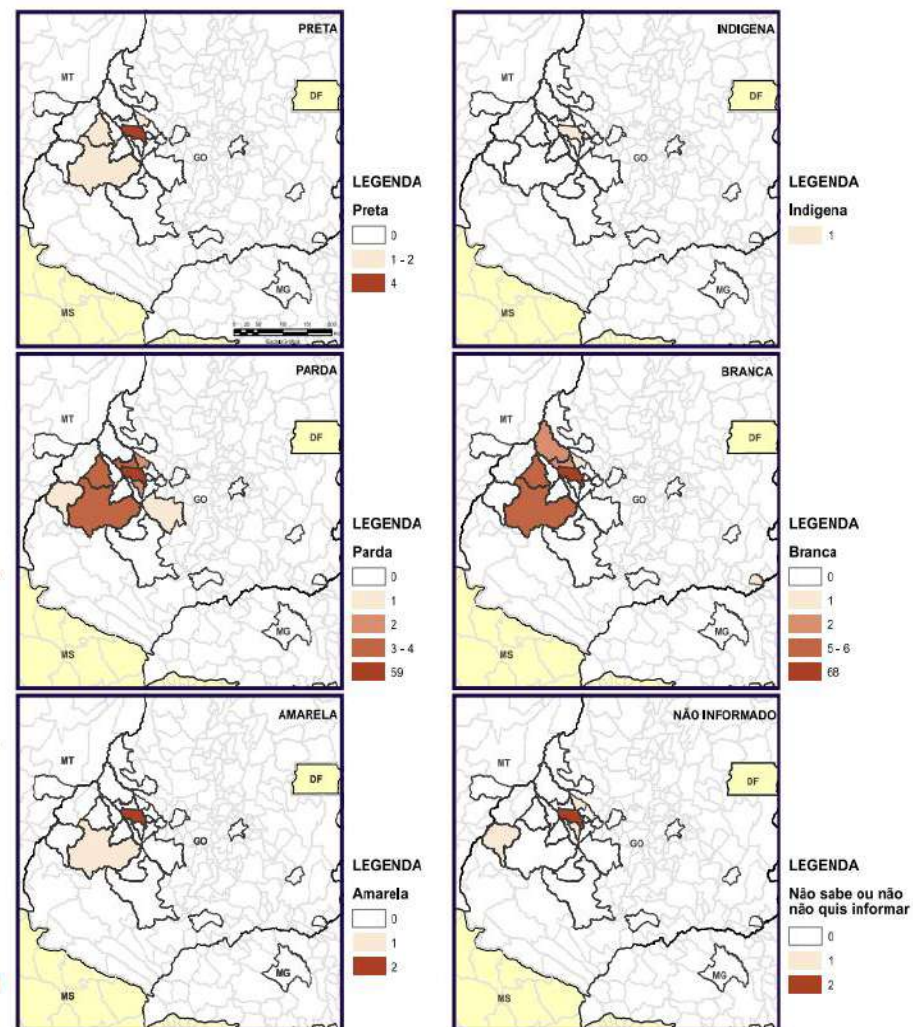 PRETA
MT
DF
GO
MG
MS
LEGENDA
Preta
0
1 - 2
4
INDIGENA
MT
DF
GO
MG
MS
LEGENDA
Indigena
1
PARDA
MT
DF
GO
MG
MS
LEGENDA
Parda
0
1
2
3 - 4
59
BRANCA
MT
DF
GO
MG
MS
LEGENDA
Branca
0
1
2
5 - 6
68
AMARELA
MT
DF
GO
MG
MS
LEGENDA
Amarela
0
1
2
NÃO INFORMADO
MT
DF
GO
MG
MS
LEGENDA
Não sabe ou não
não quis informar
0
1
2